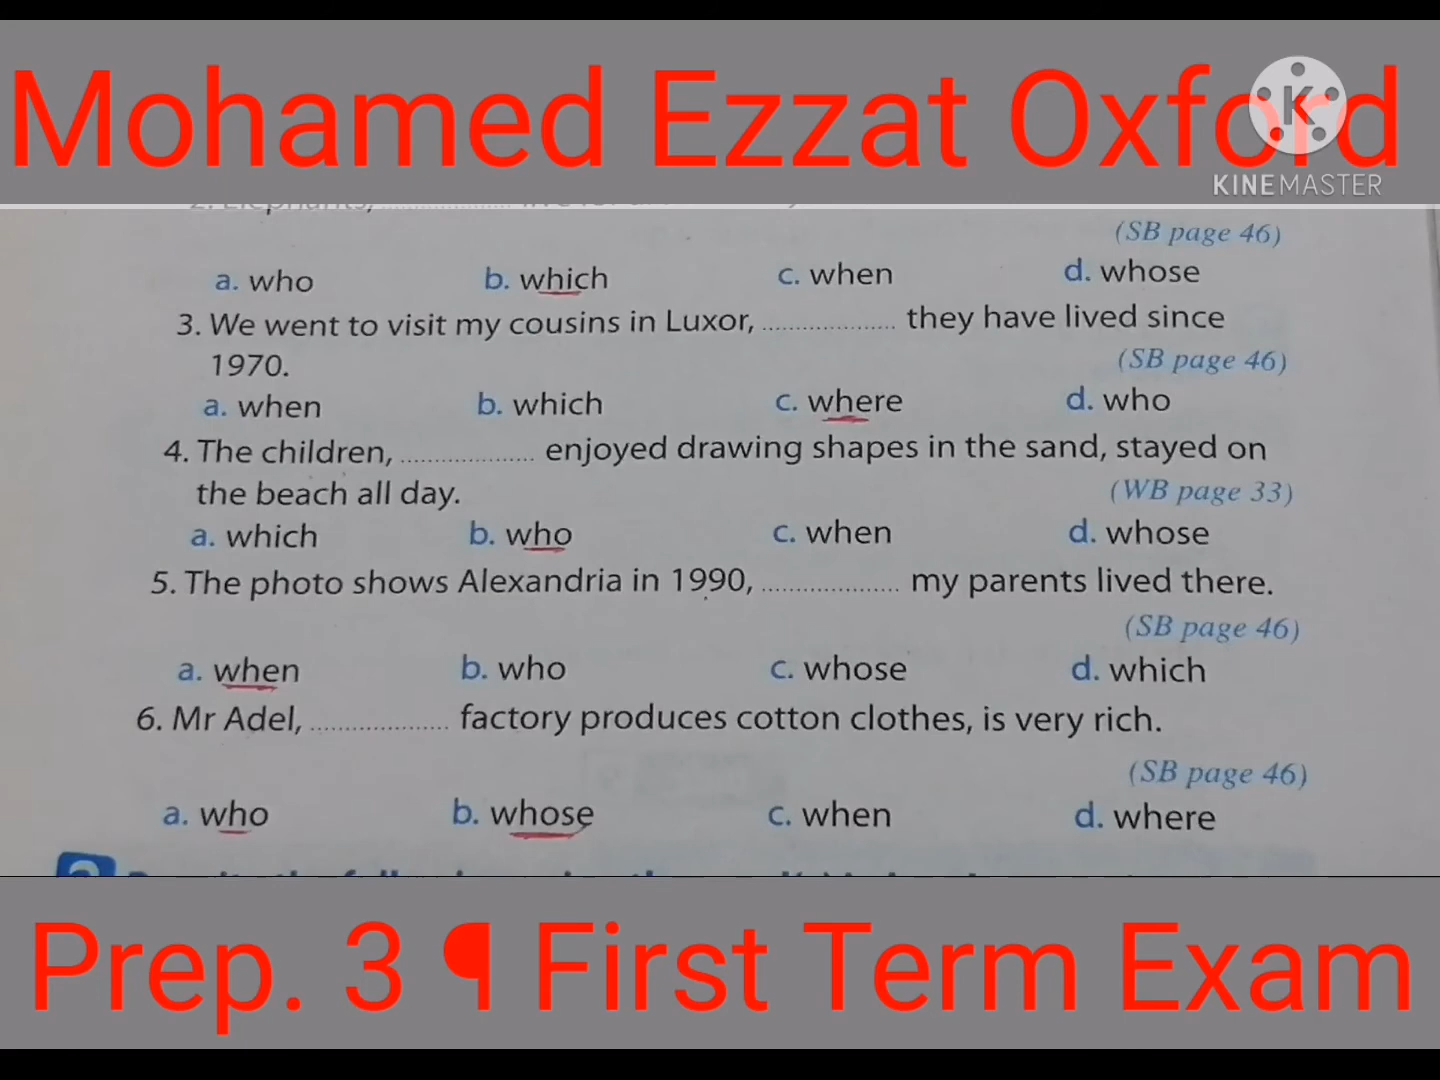 Mohamed Ezzat Oxford
KINEMASTER
2. Elephants, ....................
(SB page 46)
a. who b. which c. when d. whose
3. We went to visit my cousins in Luxor, .................... they have lived since
1970. (SB page 46)
a. when b. which c. where d. who
4. The children, .................... enjoyed drawing shapes in the sand, stayed on
the beach all day. (WB page 33)
a. which b. who c. when d. whose
5. The photo shows Alexandria in 1990, .................... my parents lived there.
(SB page 46)
a. when b. who c. whose d. which
6. Mr Adel, .................... factory produces cotton clothes, is very rich.
(SB page 46)
a. who b. whose c. when d. where
Prep. 3 ¶ First Term Exam